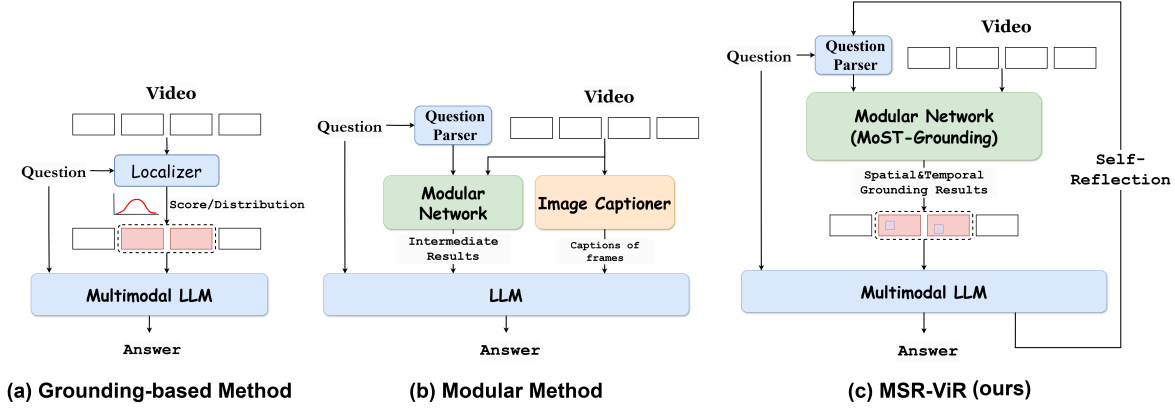 Video
Question
Localizer
Score/Distribution
Multimodal LLM
Answer
(a) Grounding-based Method
Video
Question
Question
Parser
Modular
Network
Image Captioner
Intermediate
Results
Captions of
frames
LLM
Answer
(b) Modular Method
Video
Question
Question
Parser
Modular Network
(MoST-Grounding)
Spatial&Temporal
Grounding Results
Self-
Reflection
Multimodal LLM
Answer
(c) MSR-ViR (ours)